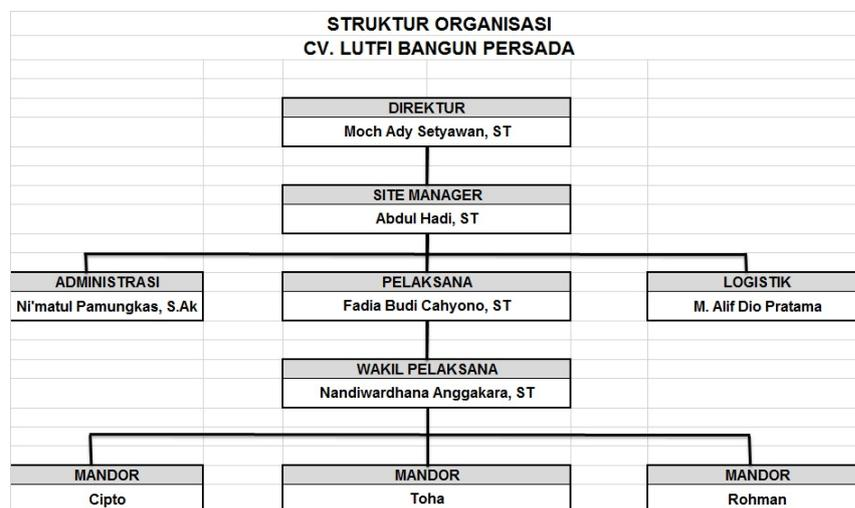 STRUKTUR ORGANISASI
CV. LUTFI BANGUN PERSADA
DIREKTUR
Moch Ady Setyawan, ST
SITE MANAGER
Abdul Hadi, ST
ADMINISTRASI
Ni'matul Pamungkas, S.Ak
PELAKSANA
Fadia Budi Cahyono, ST
LOGISTIK
M. Alif Dio Pratama
WAKIL PELAKSANA
Nandiwardhana Anggakara, ST
MANDOR
Cipto
MANDOR
Toha
MANDOR
Rohman